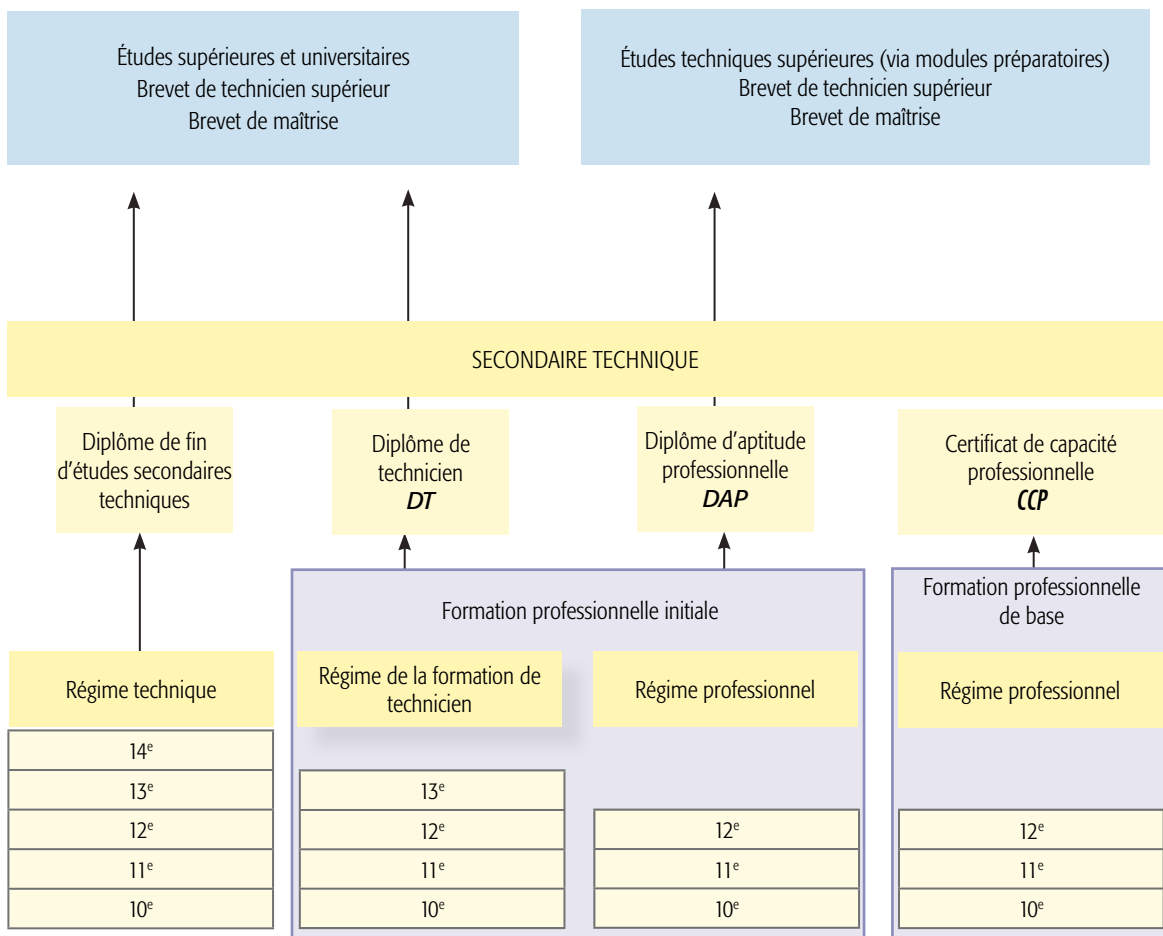 Études supérieures et universitaires
Brevet de technicien supérieur
Brevet de maîtrise
Études techniques supérieures (via modules préparatoires)
Brevet de technicien supérieur
Brevet de maîtrise
SECONDAIRE TECHNIQUE
Diplôme de fin
d'études secondaires
techniques
Diplôme de
technicien
DT
Diplôme d'aptitude
professionnelle
DAP
Certificat de capacité
professionnelle
CCP
Formation professionnelle initiale
Formation professionnelle
de base
Régime technique
Régime de la formation de
technicien
Régime professionnel
Régime professionnel
14e
13e
12e
11e
10e
13e
12e
11e
10e
12e
11e
10e
12e
11e
10e